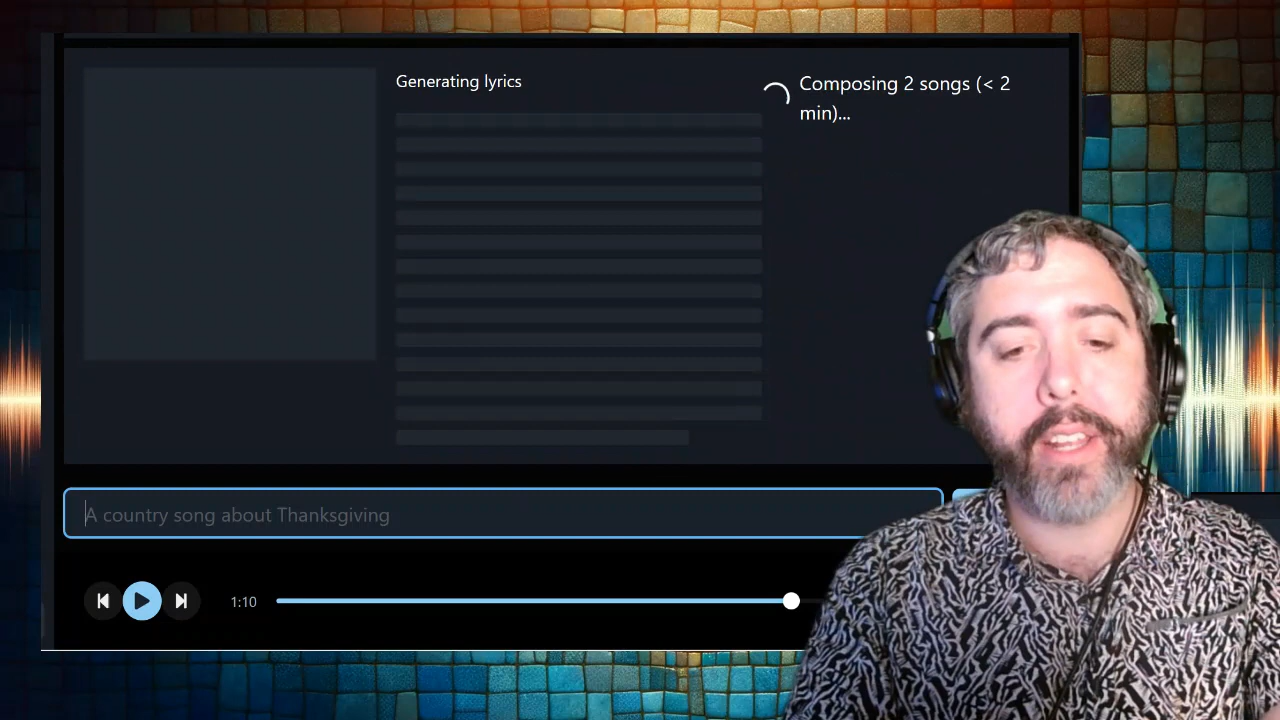 Generating lyrics
Composing 2 songs (< 2
min)...
A country song about Thanksgiving
1:10